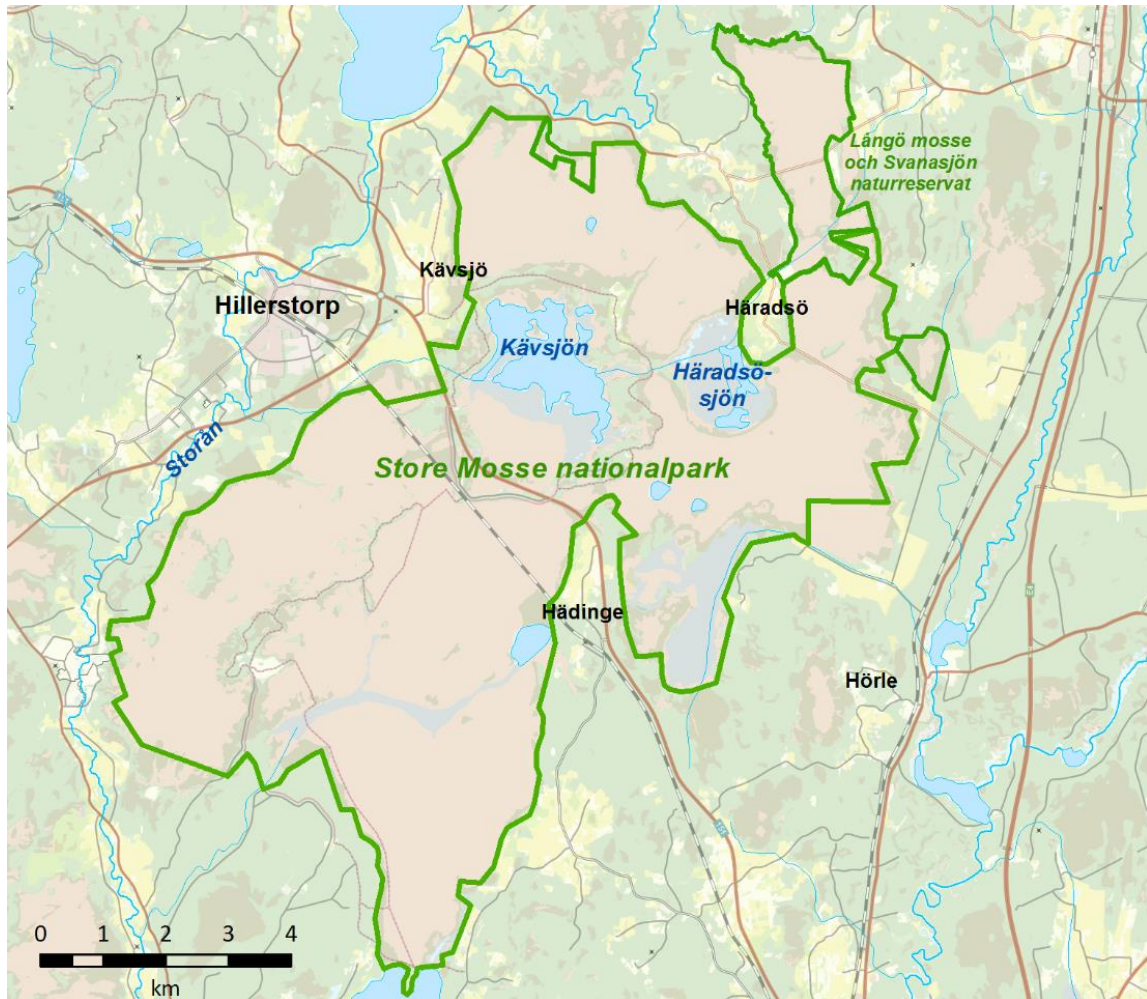 Långö mosse
och Svanasjön
naturreservat
Kävsjö
Hillerstorp
Häradsö
Kävsjön
Häradsö-
sjön
Storån
Store Mosse nationalpark
Hädinge
Hörle
151
0 1 2 3 4
km